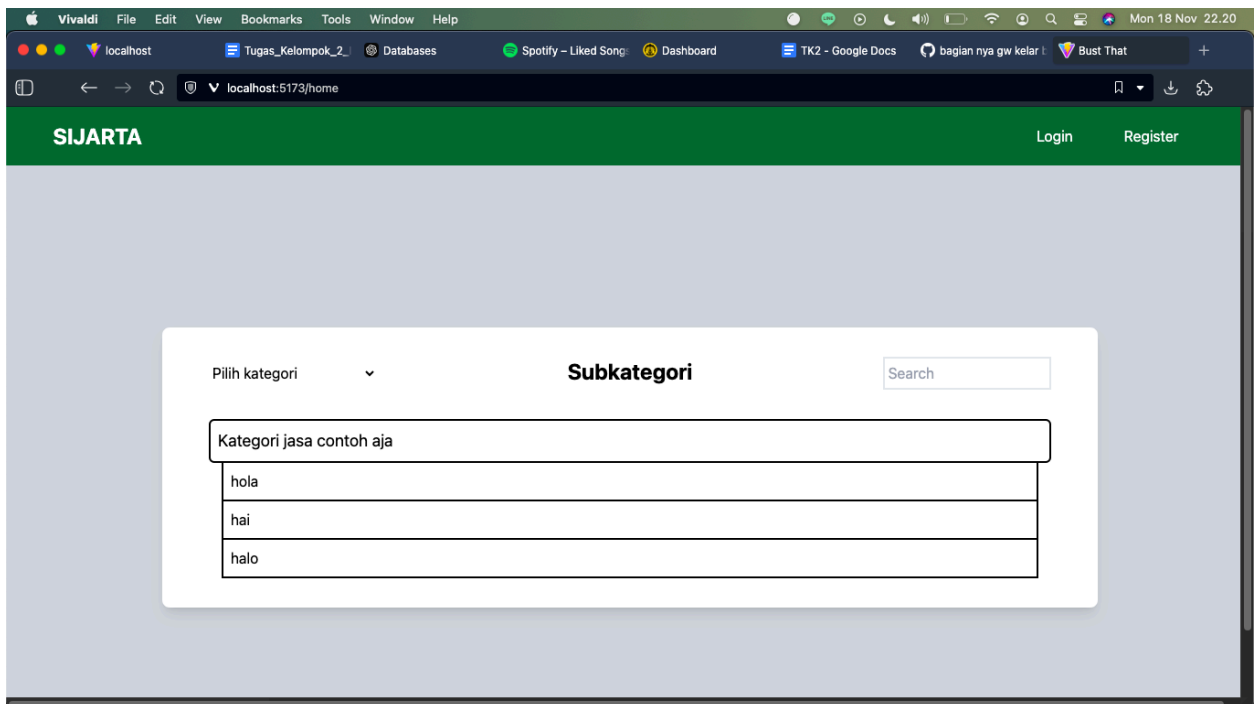 Vivaldi File Edit View Bookmarks Tools Window Help Mon 18 Nov 22.20
localhost Tugas_Kelompok_2_ Databases Spotify – Liked Song Dashboard TK2 - Google Docs bagian nya gw kelar Bust That
localhost:5173/home
SIJARTA Login Register
Pilih kategori Subkategori Search
Kategori jasa contoh aja
hola
hai
halo